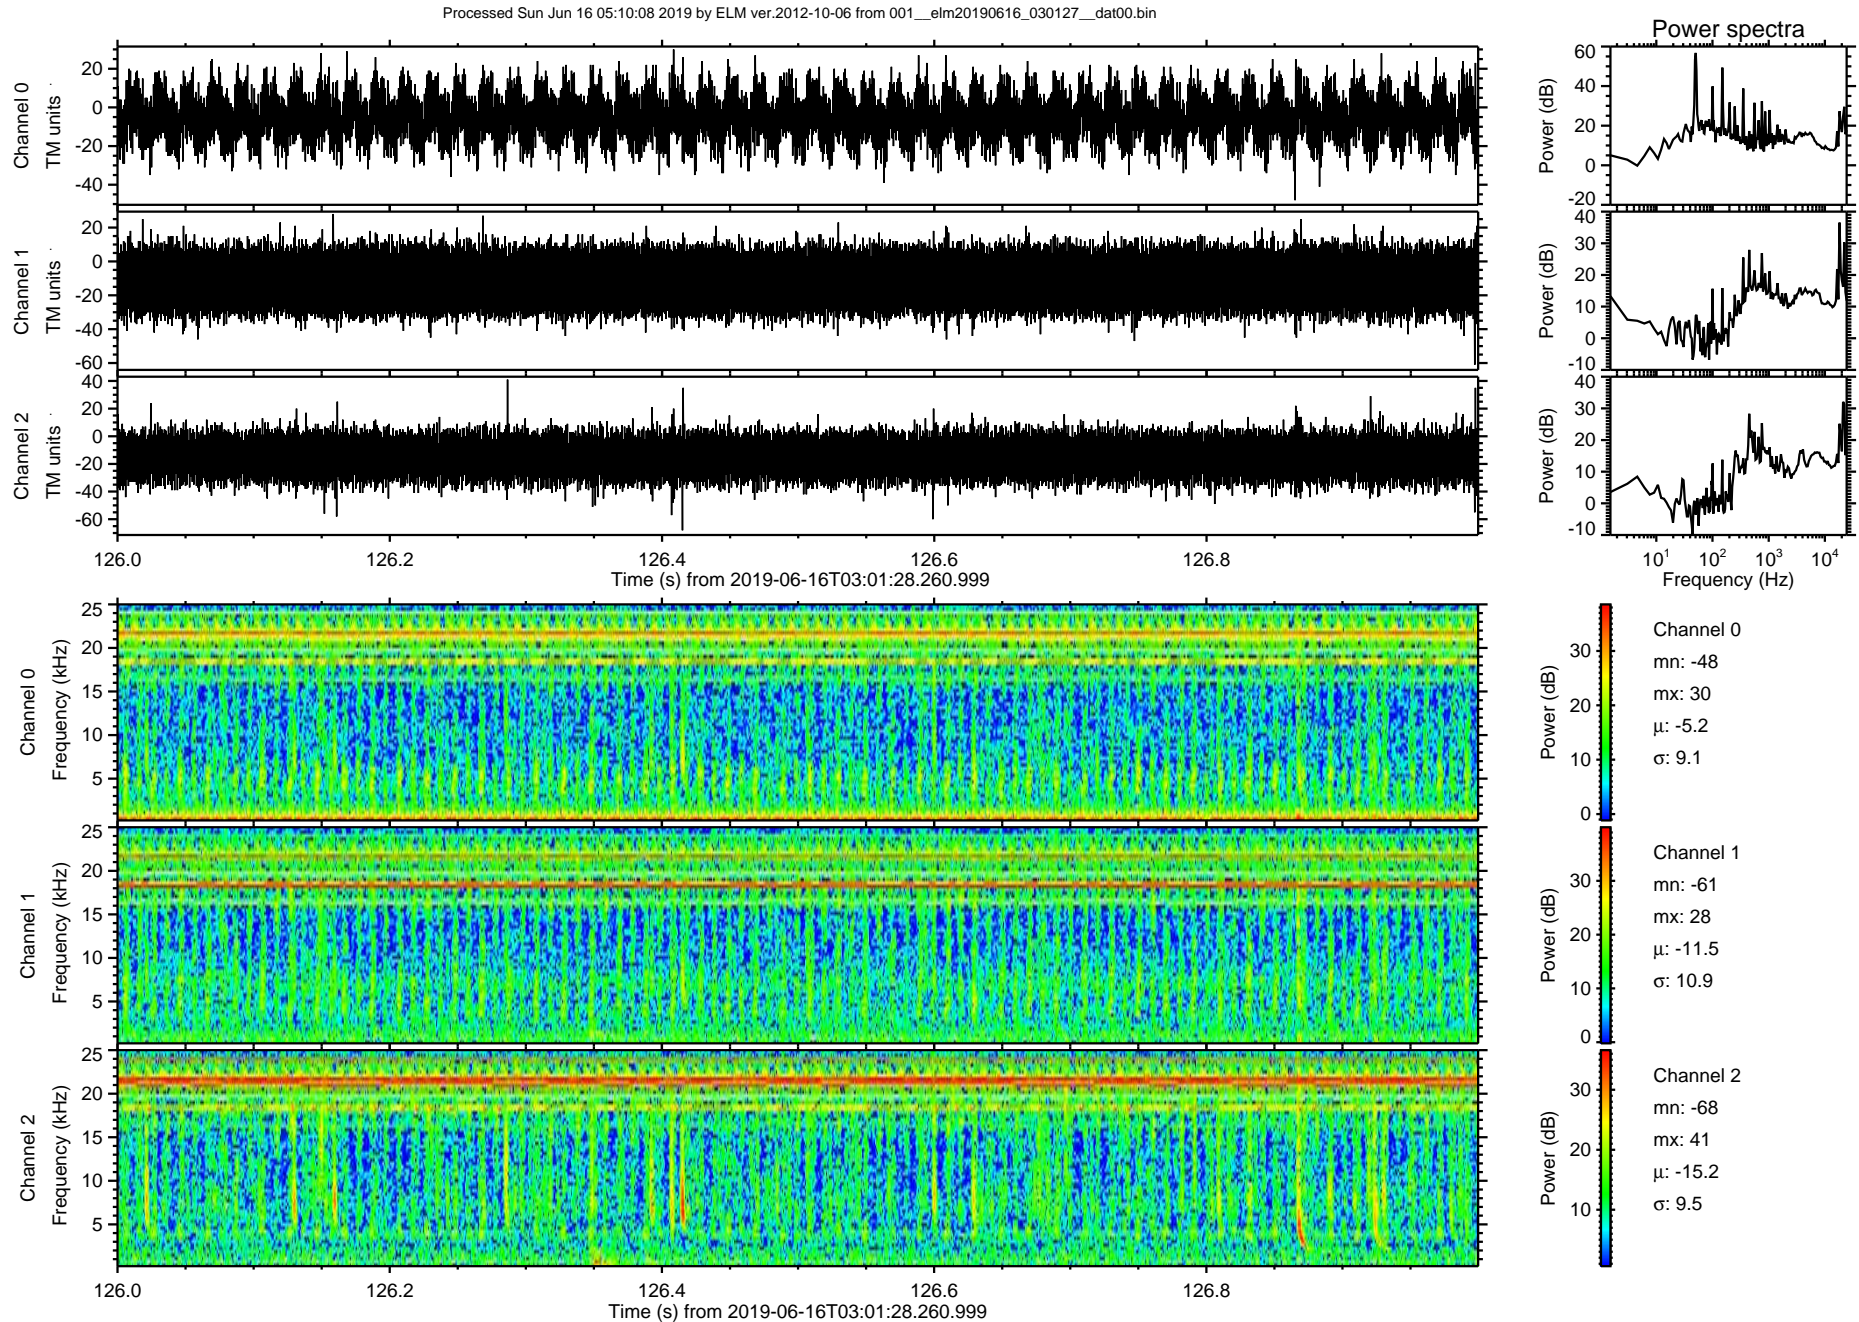 Processed Sun Jun 16 05:10:08 2019 by ELM ver.2012-10-06 from 001__elm20190616_030127__dat00.bin
Power spectra
Channel 0
TM units
20
0
-20
-40
Power (dB)
60
40
20
0
-20
Channel 1
TM units
20
0
-20
-40
-60
Power (dB)
40
30
20
10
0
-10
Channel 2
TM units
40
20
0
-20
-40
-60
Power (dB)
40
30
20
10
0
-10
126.0 126.2 126.4 126.6 126.8
Time (s) from 2019-06-16T03:01:28.260.999
10¹ 10² 10³ 10⁴
Frequency (Hz)
Channel 0
Frequency (kHz)
25
20
15
10
5
Power (dB)
30
20
10
0
Channel 0
mn: -48
mx: 30
μ: -5.2
σ: 9.1
Channel 1
Frequency (kHz)
25
20
15
10
5
Power (dB)
30
20
10
0
Channel 1
mn: -61
mx: 28
μ: -11.5
σ: 10.9
Channel 2
Frequency (kHz)
25
20
15
10
5
Power (dB)
30
20
10
Channel 2
mn: -68
mx: 41
μ: -15.2
σ: 9.5
126.0 126.2 126.4 126.6 126.8
Time (s) from 2019-06-16T03:01:28.260.999